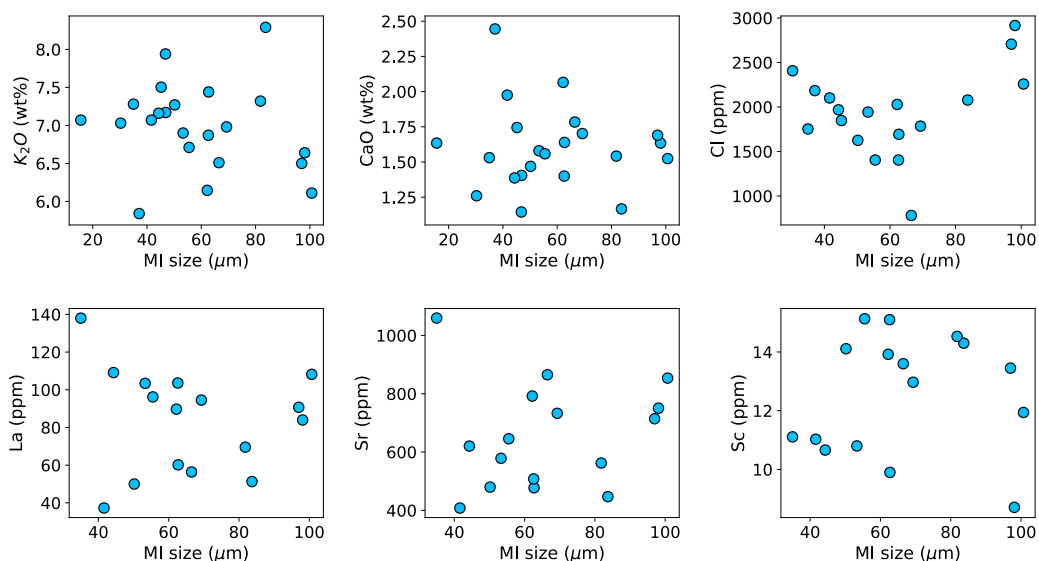 K₂O (wt%)
8.0
7.5
7.0
6.5
6.0
20 40 60 80 100
MI size (μm)
CaO (wt%)
2.50
2.25
2.00
1.75
1.50
1.25
20 40 60 80 100
MI size (μm)
Cl (ppm)
3000
2500
2000
1500
1000
40 60 80 100
MI size (μm)
La (ppm)
140
120
100
80
60
40
40 60 80 100
MI size (μm)
Sr (ppm)
1000
800
600
400
40 60 80 100
MI size (μm)
Sc (ppm)
14
12
10
40 60 80 100
MI size (μm)